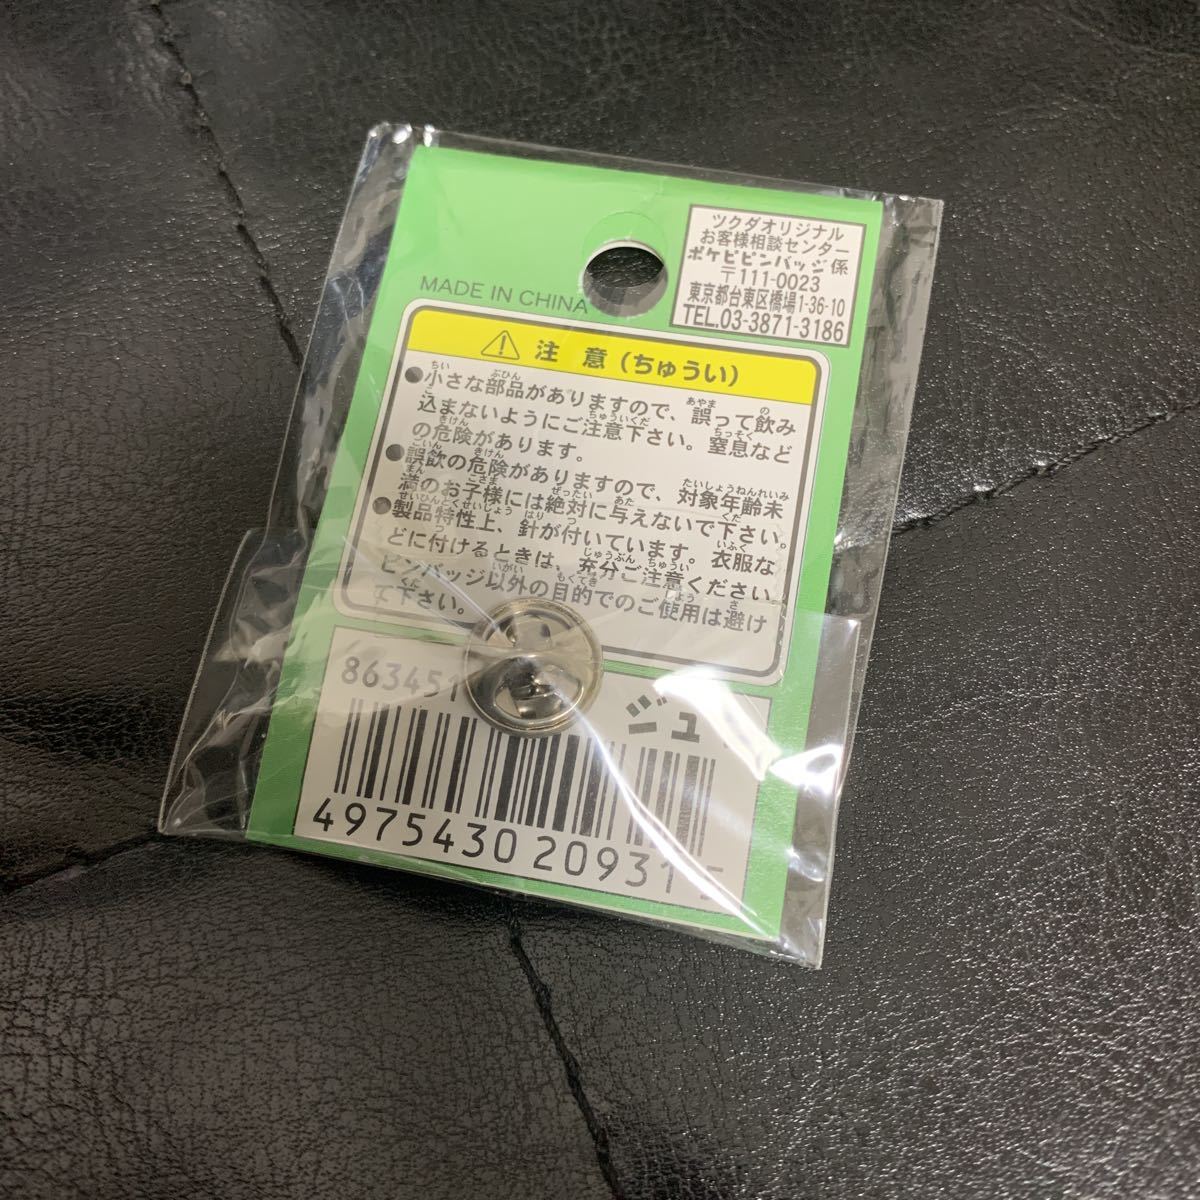 ツクダオリジナル
お客様相談センター
ポケピピンバッジ係
〒111-0023
東京都台東区橋場1-36-10
TEL.03-3871-3186
MADE IN CHINA
注 意(ちゅうい)
●小さな部品がありますので、誤って飲み
込まないようにご注意下さい。窒息など
の危険があります。
●誤飲の危険がありますので、対象年齢未
満のお子様には絶対に与えないで下さい。
●製品特性上、針が付いています。衣服な
どに付けるときは、充分ご注意ください。
ピンバッジ以外の目的でのご使用は避け
て下さい。
863451
ジュ
4975430 20931